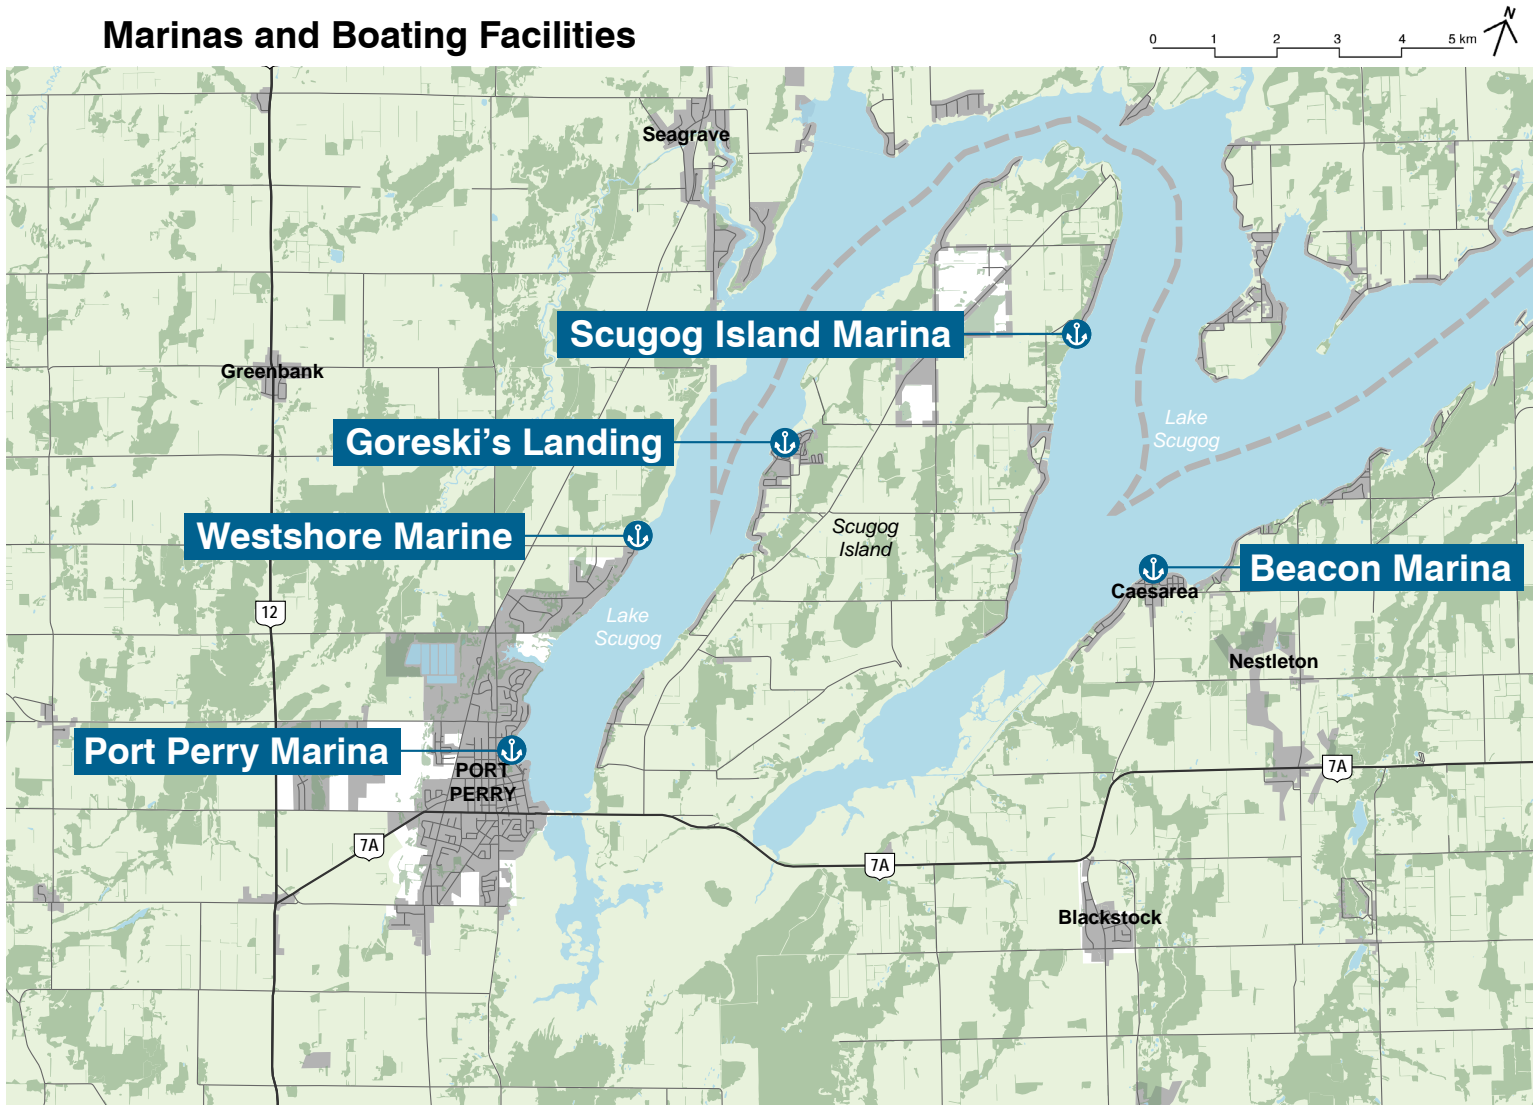 Marinas and Boating Facilities
0 1 2 3 4 5 km
N
Seagrave
Scugog Island Marina
Greenbank
Goreski's Landing
Lake
Scugog
Westshore Marine
Scugog
Island
Beacon Marina
Caesarea
12
Lake
Scugog
Nestleton
Port Perry Marina
PORT
PERRY
7A
7A
7A
Blackstock